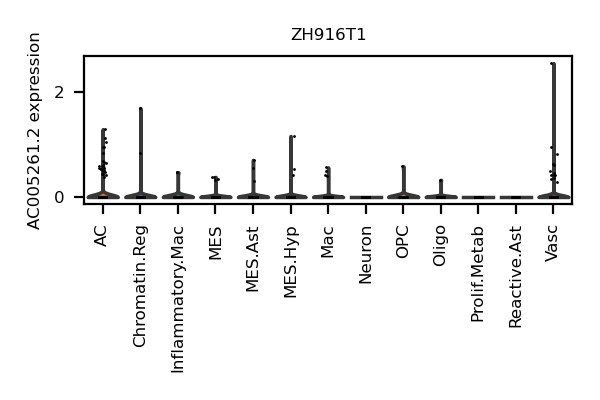 ZH916T1
AC005261.2 expression
2
0
AC
Chromatin.Reg
Inflammatory.Mac
MES
MES.Ast
MES.Hyp
Mac
Neuron
OPC
Oligo
Prolif.Metab
Reactive.Ast
Vasc